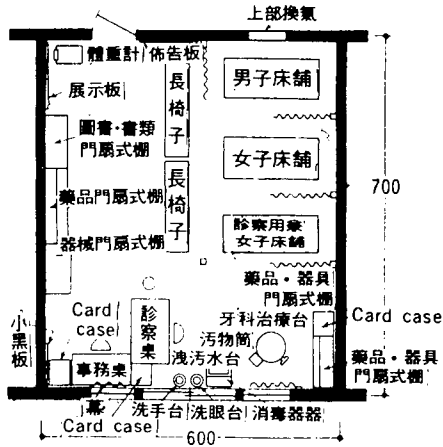 上部換氣
體重計
佈告板
展示板
長椅子
男子床舖
圖書·書類
門扇式棚
女子床舖
700
藥品門扇式棚
長椅子
診察用兼
女子床舖
器械門扇式棚
藥品·器具
門扇式棚
Card
case
診察桌
牙科治療台
Card case
小黑板
污物筒
洩污水台
事務桌
藥品·器具
門扇式棚
幕
洗手台
洗眼台
消毒器器
Card case
600